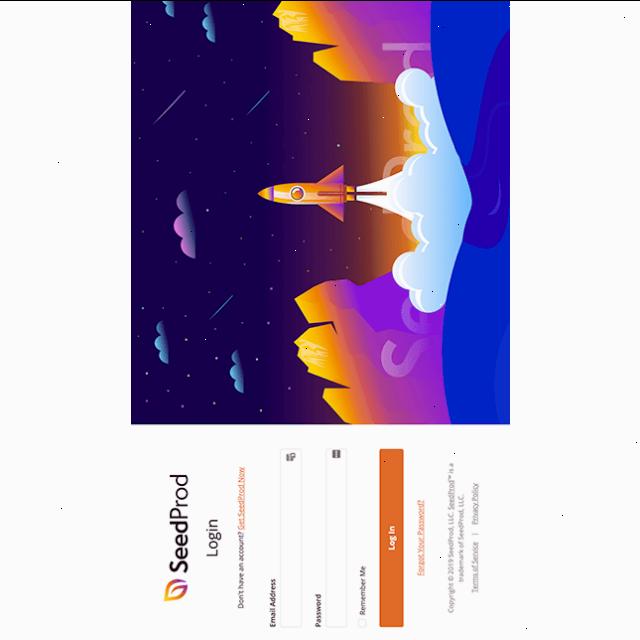 SeedProd
Login
Don't have an account? Get SeedProd Now
Email Address
Password
Remember Me
Log In
Forgot Your Password?
Copyright © 2019 SeedProd, LLC. SeedProd™ is a
trademark of SeedProd, LLC.
Terms of Service | Privacy Policy
SeedProd